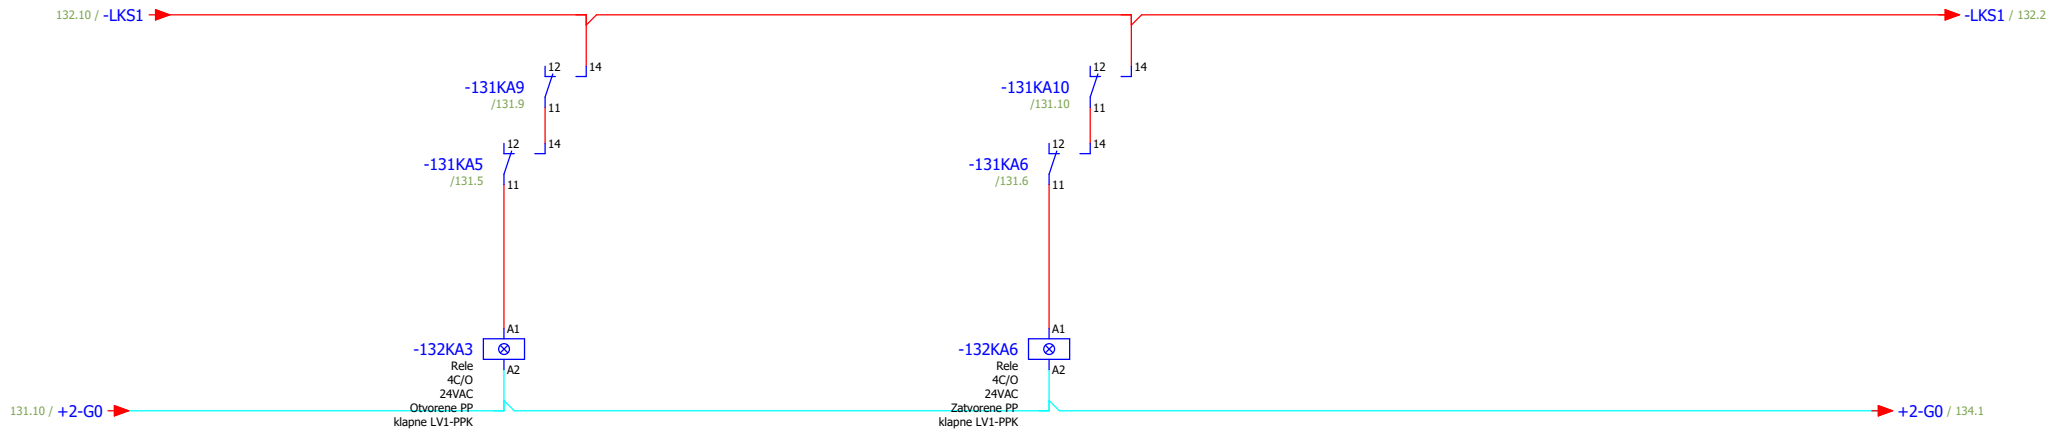 132.10 / -LKS1
-LKS1 / 132.2
12 14
-131KA9
/131.9
11
12 14
-131KA5
/131.5
11
12 14
-131KA10
/131.10
11
12 14
-131KA6
/131.6
11
A1
-132KA3
Rele
A2
4C/O
24VAC
Otvorene PP
klapne LV1-PPK
A1
-132KA6
Rele
A2
4C/O
24VAC
Zatvorene PP
klapne LV1-PPK
131.10 / +2-G0
+2-G0 / 134.1